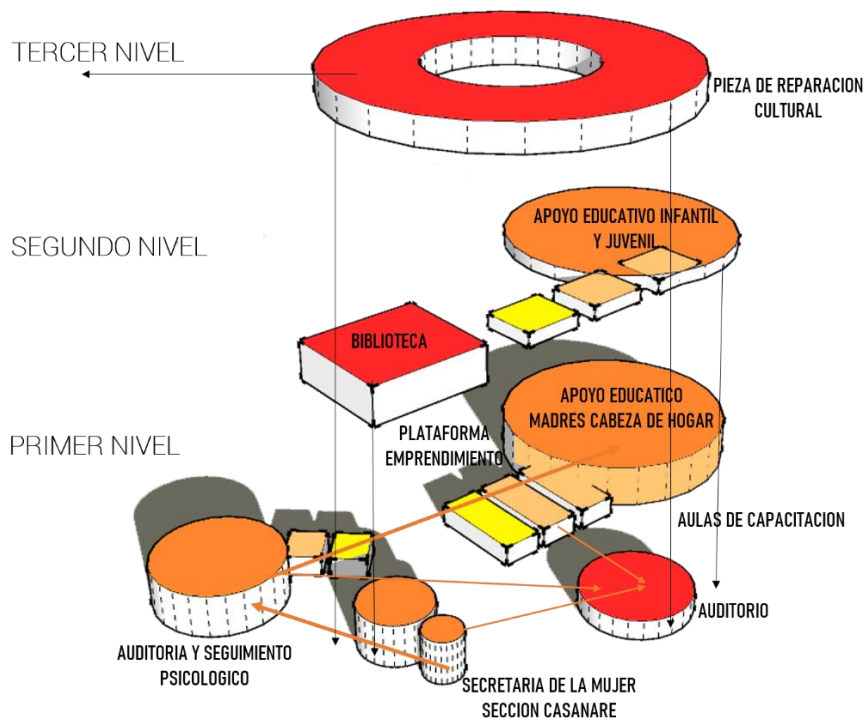 TERCER NIVEL
PIEZA DE REPARACION
CULTURAL
APOYO EDUCATIVO INFANTIL
Y JUVENIL
SEGUNDO NIVEL
BIBLIOTECA
APOYO EDUCATICO
MADRES CABEZA DE HOGAR
PLATAFORMA
EMPRENDIMIENTO
PRIMER NIVEL
AULAS DE CAPACITACION
AUDITORIO
AUDITORIA Y SEGUIMIENTO
PSICOLOGICO
SECRETARIA DE LA MUJER
SECCION CASANARE